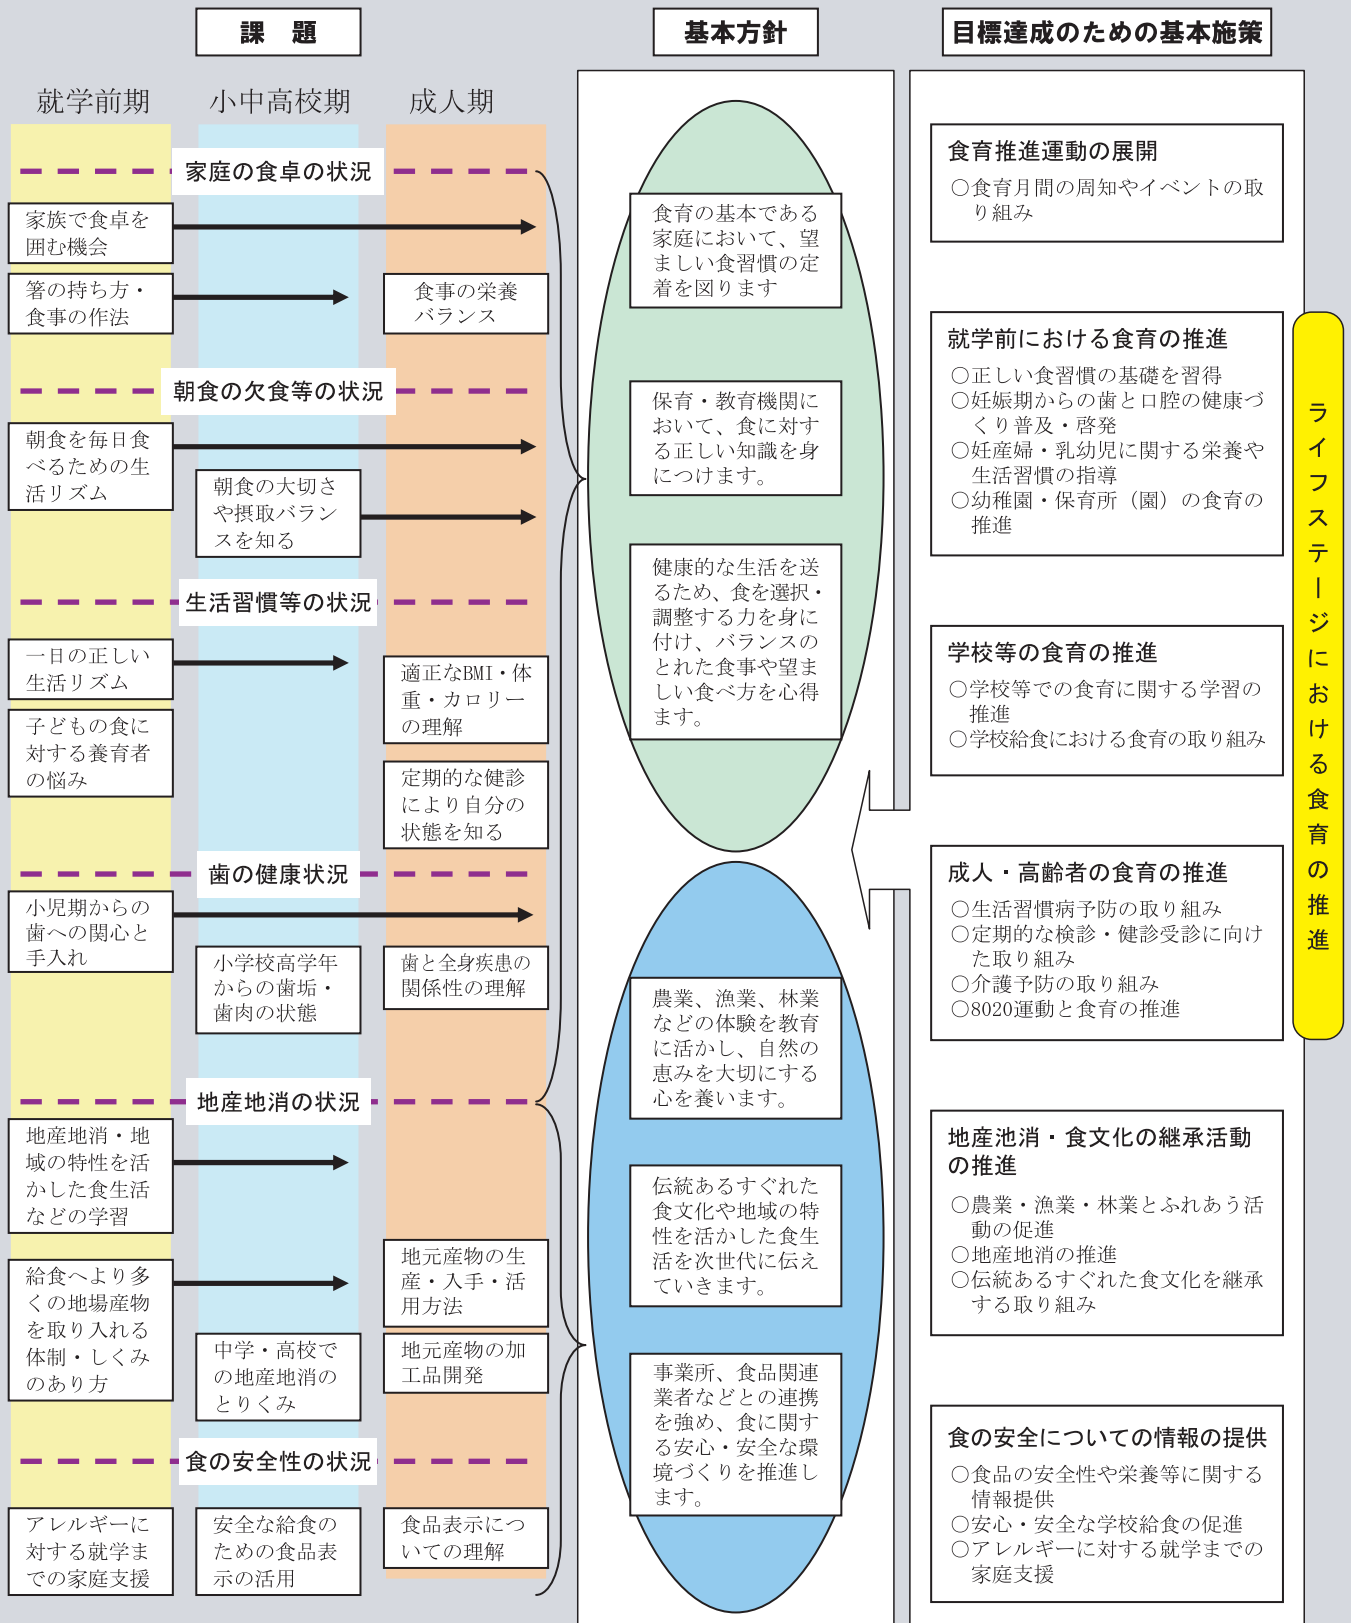 課　題
就学前期
小中高校期
成人期
家庭の食卓の状況
家族で食卓を
囲む機会
箸の持ち方・
食事の作法
食事の栄養
バランス
朝食の欠食等の状況
朝食を毎日食
べるための生
活リズム
朝食の大切さ
や摂取バラン
スを知る
生活習慣等の状況
一日の正しい
生活リズム
子どもの食に
対する養育者
の悩み
適正なBMI・体
重・カロリー
の理解
定期的な健診
により自分の
状態を知る
歯の健康状況
小児期からの
歯への関心と
手入れ
小学校高学年
からの歯垢・
歯肉の状態
歯と全身疾患の
関係性の理解
地産地消の状況
地産地消・地
域の特性を活
かした食生活
などの学習
給食へより多
くの地場産物
を取り入れる
体制・しくみ
のあり方
中学・高校で
の地産地消の
とりくみ
地元産物の生
産・入手・活
用方法
地元産物の加
工品開発
食の安全性の状況
アレルギーに
対する就学ま
での家庭支援
安全な給食の
ための食品表
示の活用
食品表示につ
いての理解
基本方針
食育の基本である
家庭において、望
ましい食習慣の定
着を図ります
保育・教育機関に
おいて、食に対す
る正しい知識を身
につけます。
健康的な生活を送
るため、食を選択・
調整する力を身に
付け、バランスの
とれた食事や望ま
しい食べ方を心得
ます。
農業、漁業、林業
などの体験を教育
に活かし、自然の
恵みを大切にする
心を養います。
伝統あるすぐれた
食文化や地域の特
性を活かした食生
活を次世代に伝え
ていきます。
事業所、食品関連
業者などとの連携
を強め、食に関す
る安心・安全な環
境づくりを推進し
ます。
目標達成のための基本施策
食育推進運動の展開
○食育月間の周知やイベントの取
り組み
就学前における食育の推進
○正しい食習慣の基礎を習得
○妊娠期からの歯と口腔の健康づ
くり普及・啓発
○妊産婦・乳幼児に関する栄養や
生活習慣の指導
○幼稚園・保育所（園）の食育の
推進
学校等の食育の推進
○学校等での食育に関する学習の
推進
○学校給食における食育の取り組み
成人・高齢者の食育の推進
○生活習慣病予防の取り組み
○定期的な検診・健診受診に向け
た取り組み
○介護予防の取り組み
○8020運動と食育の推進
地産池消・食文化の継承活動
の推進
○農業・漁業・林業とふれあう活
動の促進
○地産地消の推進
○伝統あるすぐれた食文化を継承
する取り組み
食の安全についての情報の提供
○食品の安全性や栄養等に関する
情報提供
○安心・安全な学校給食の促進
○アレルギーに対する就学までの
家庭支援
ライフステージにおける食育の推進